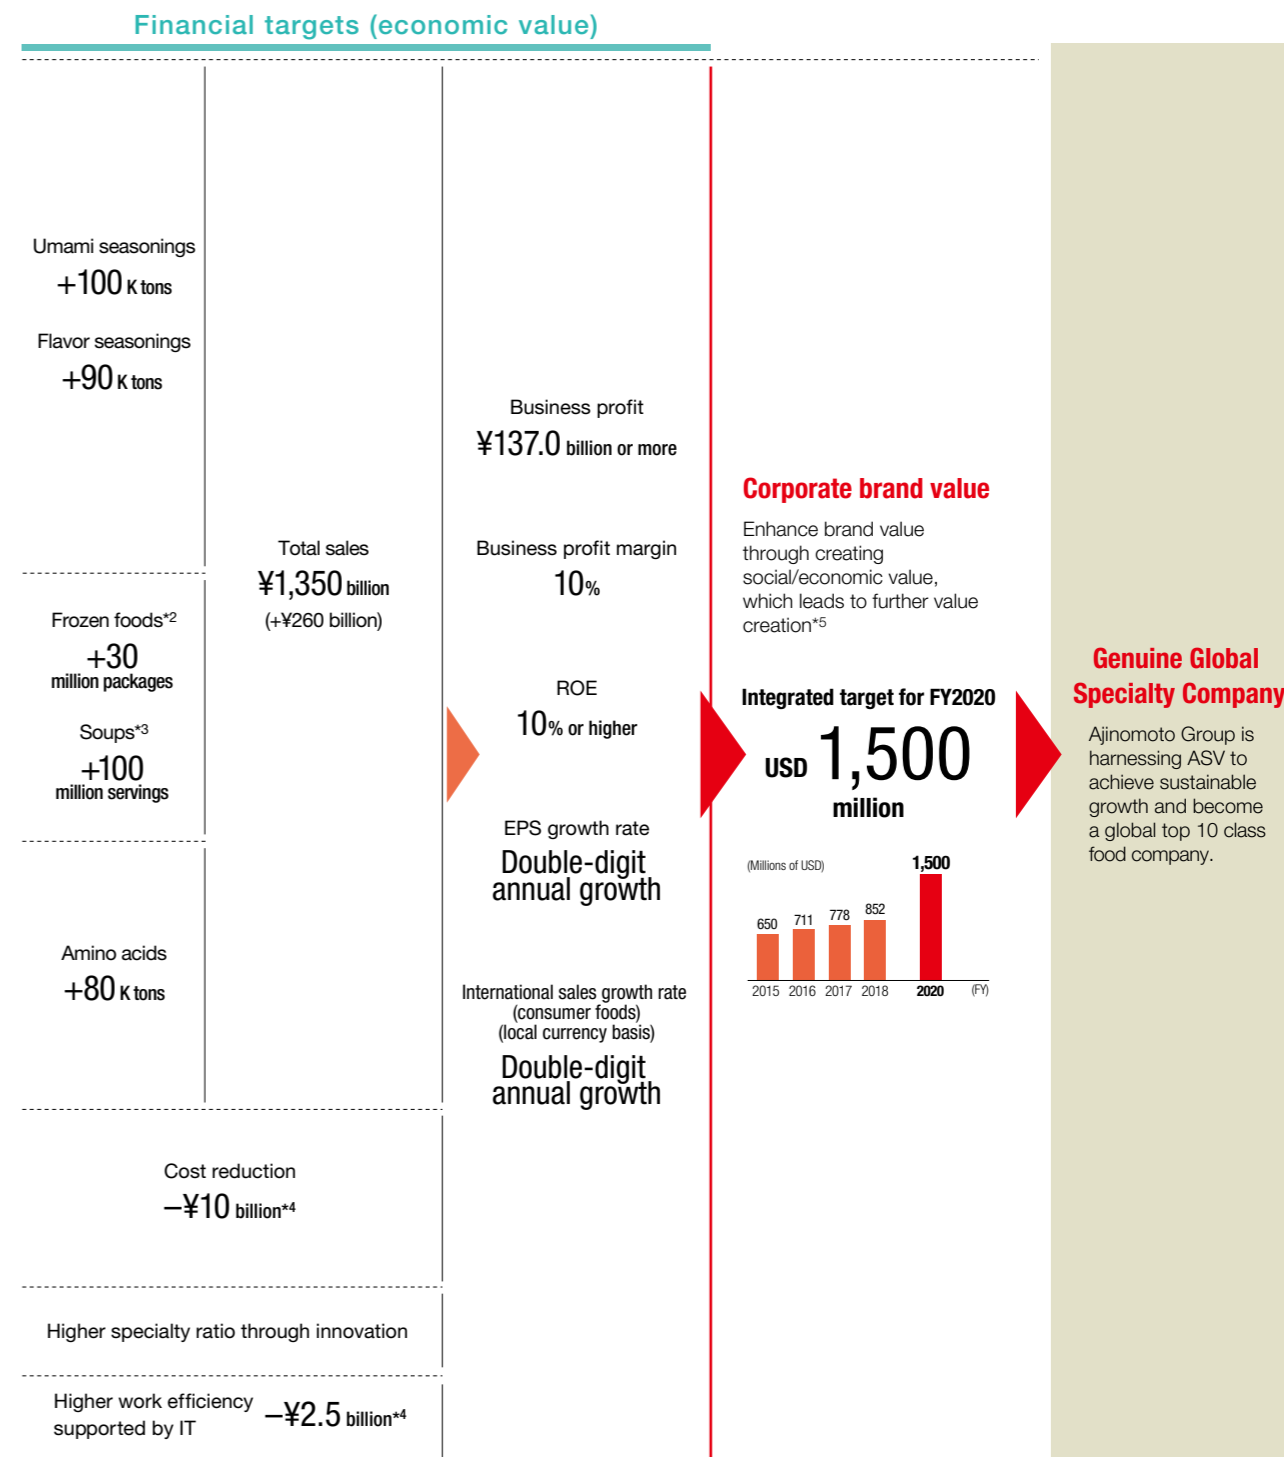 Financial targets (economic value)
Umami seasonings
+100 K tons
Flavor seasonings
+90 K tons
Frozen foods*2
+30
million packages
Soups*3
+100
million servings
Amino acids
+80 K tons
Total sales
¥1,350 billion
(+¥260 billion)
Cost reduction
–¥10 billion*4
Higher specialty ratio through innovation
Higher work efficiency
supported by IT
–¥2.5 billion*4
Business profit
¥137.0 billion or more
Business profit margin
10%
ROE
10% or higher
EPS growth rate
Double-digit
annual growth
International sales growth rate
(consumer foods)
(local currency basis)
Double-digit
annual growth
Corporate brand value
Enhance brand value
through creating
social/economic value,
which leads to further value
creation*5
Integrated target for FY2020
USD 1,500
million
(Millions of USD)
650
711
778
852
1,500
2015 2016 2017 2018 2020 (FY)
Genuine Global
Specialty Company
Ajinomoto Group is
harnessing ASV to
achieve sustainable
growth and become
a global top 10 class
food company.